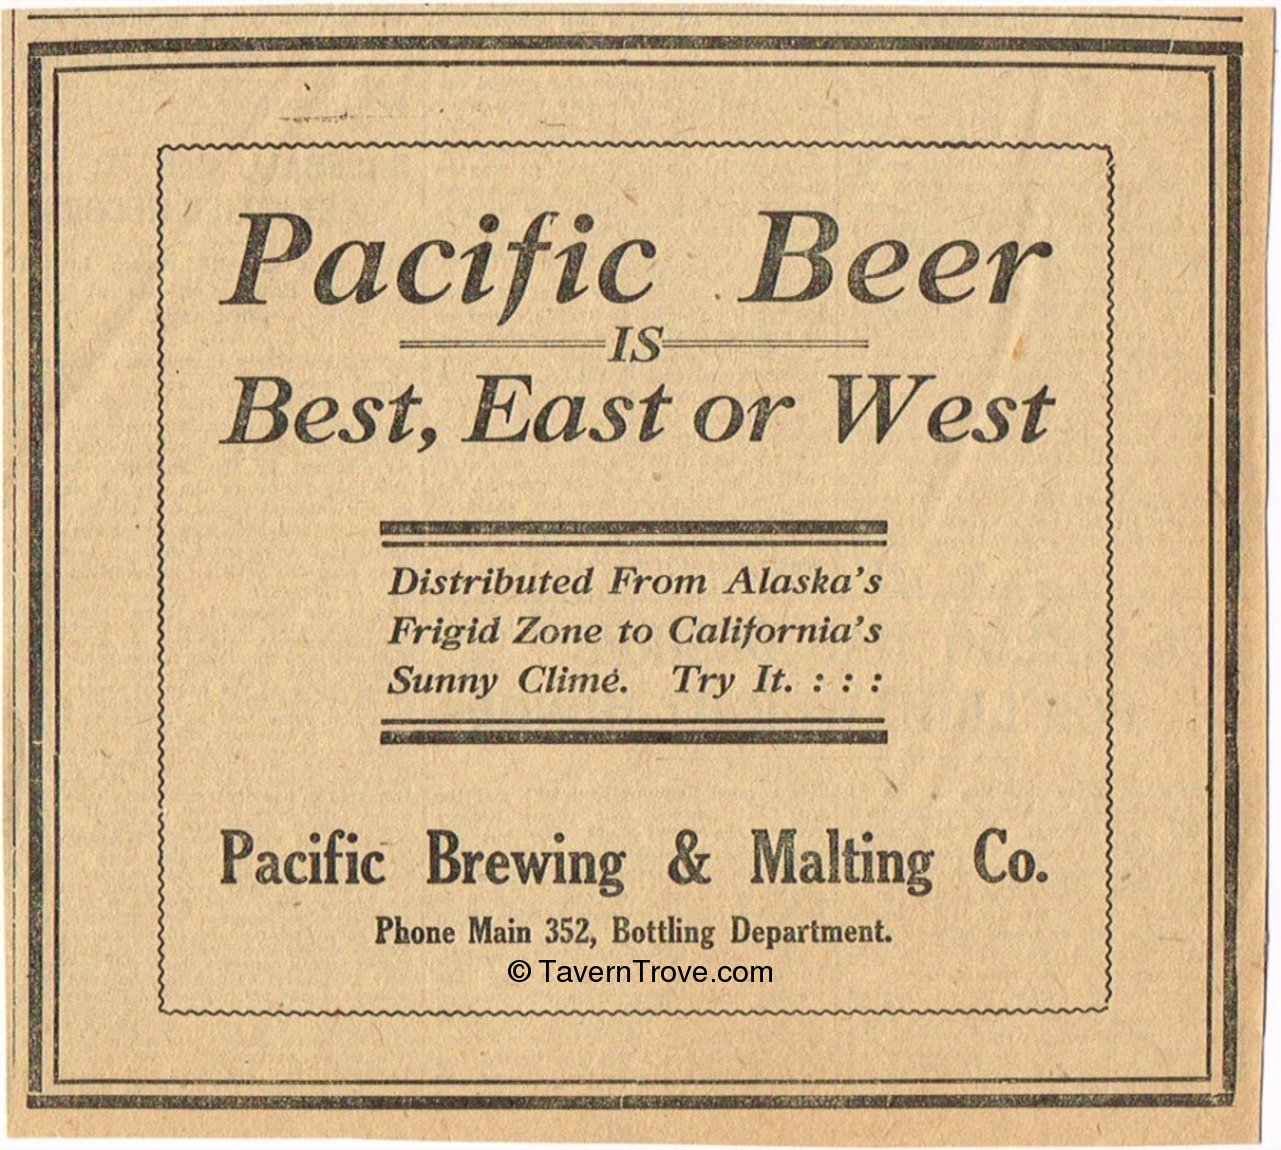 Pacific Beer
IS
Best, East or West
Distributed From Alaska's
Frigid Zone to California's
Sunny Clime. Try It. : : :
Pacific Brewing & Malting Co.
Phone Main 352, Bottling Department.
© TavernTrove.com